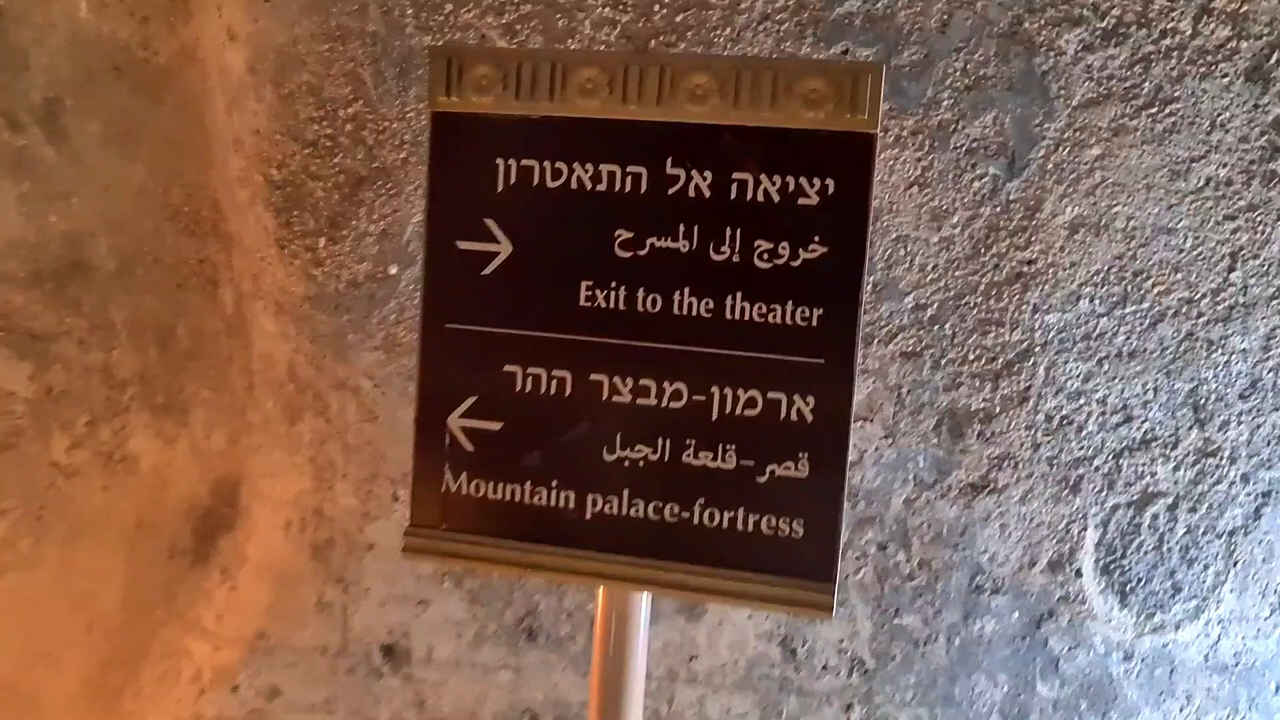 יציאה אל התאטרון
خروج إلى المسرح
Exit to the theater
ארמון-מבצר ההר
قصر-قلعة الجبل
Mountain palace-fortress